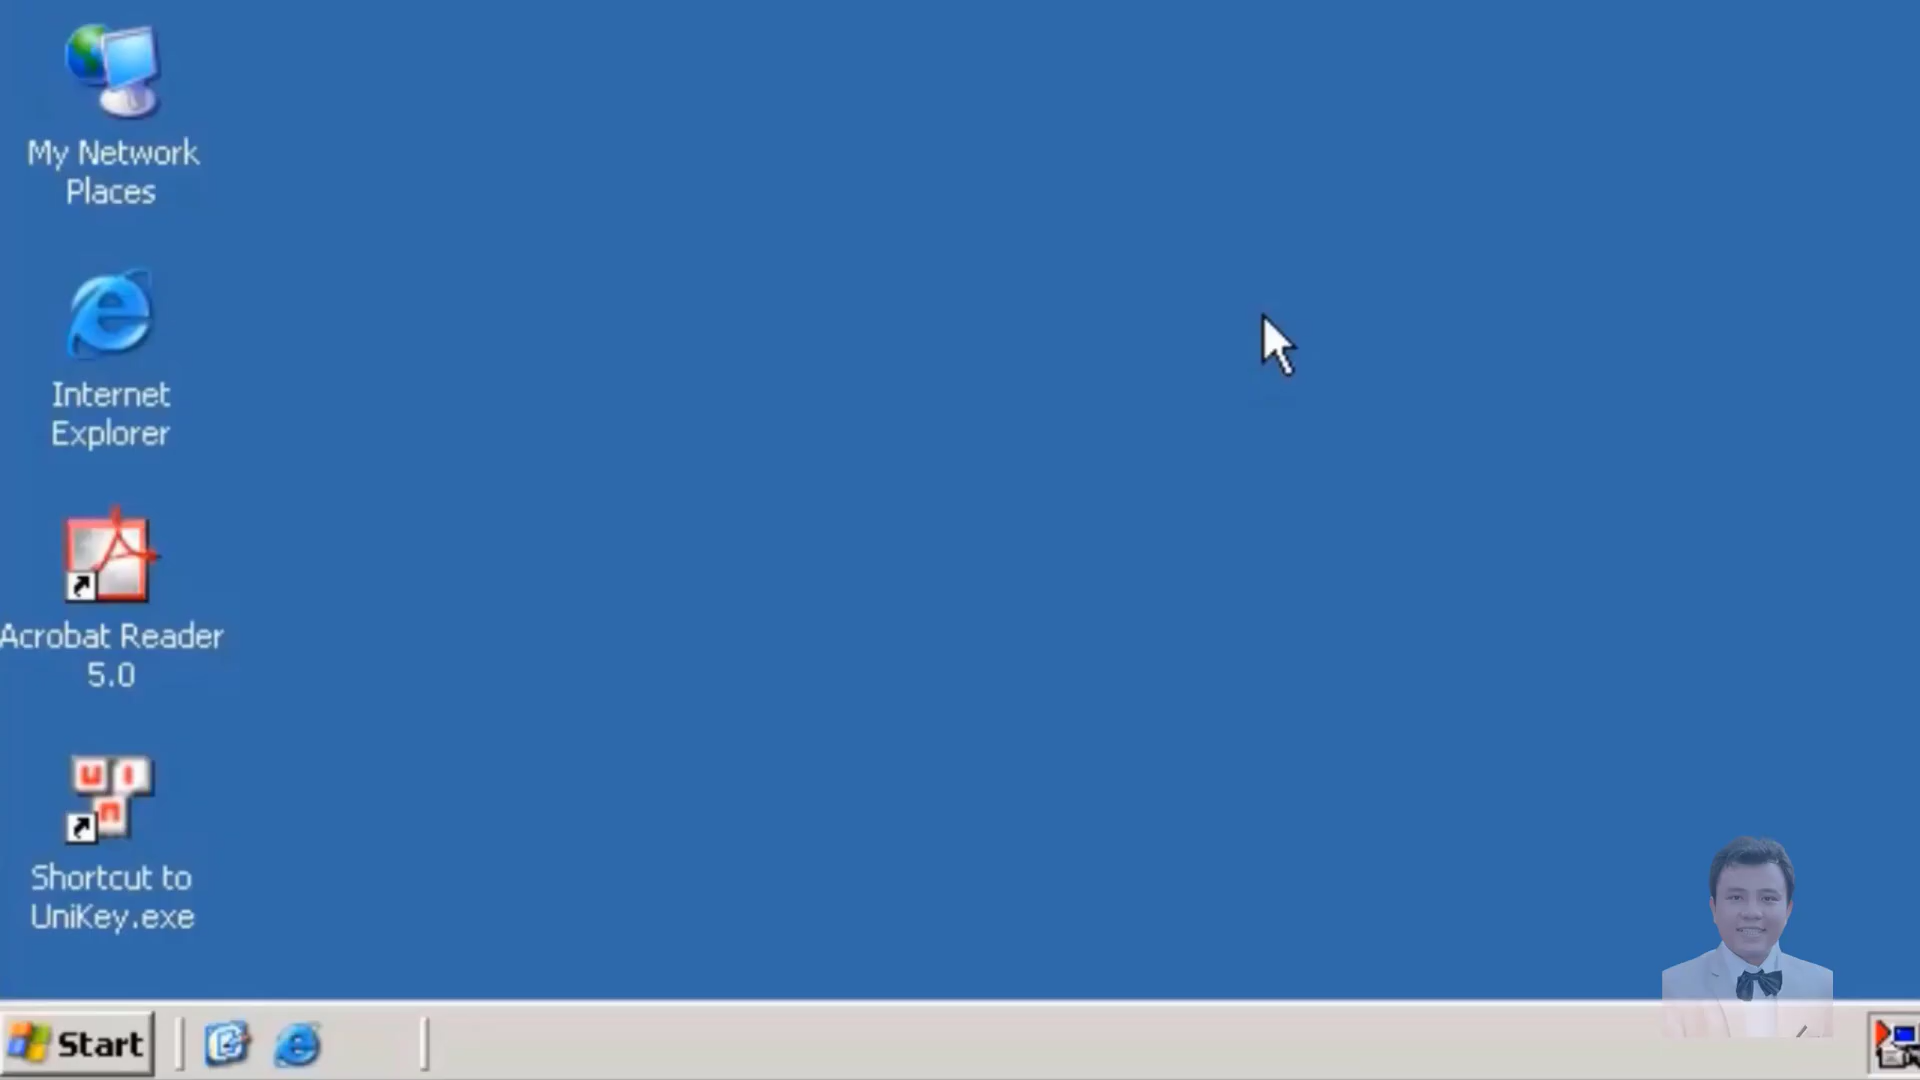 My Network
Places
Internet
Explorer
Acrobat Reader
5.0
Shortcut to
UniKey.exe
Start